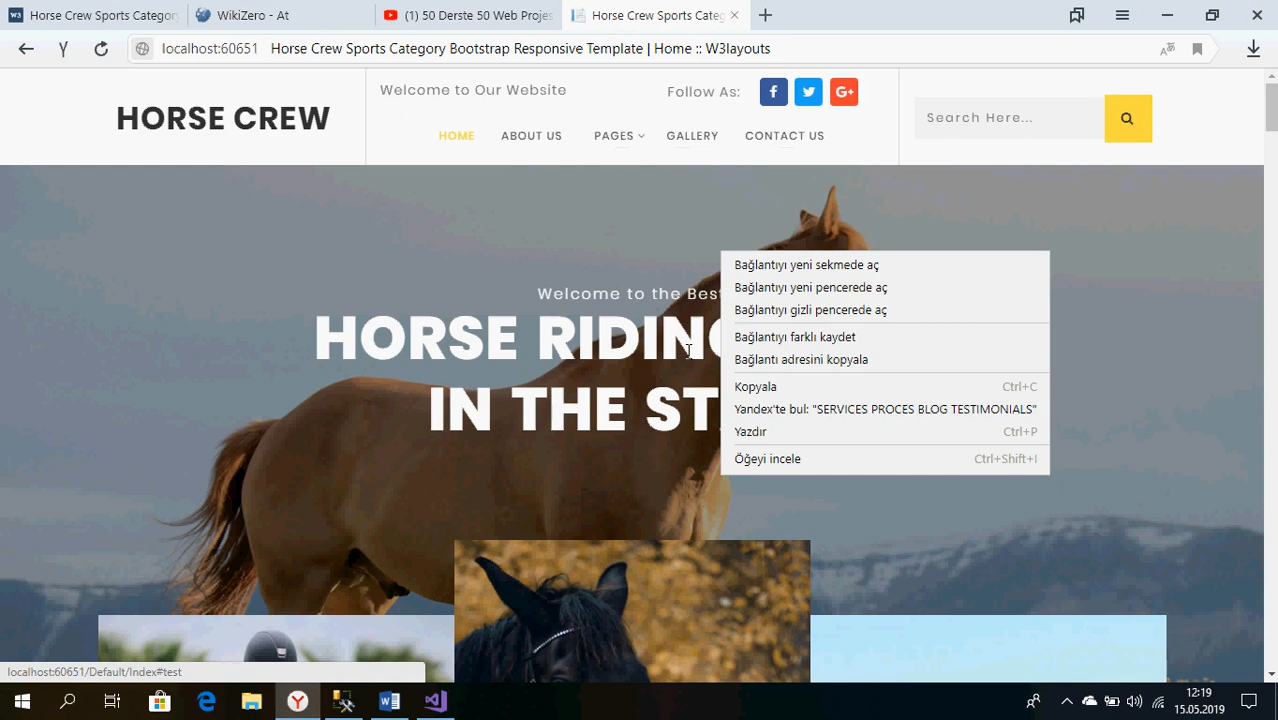 Horse Crew Sports Category
WikiZero - At
(1) 50 Derste 50 Web Projes
Horse Crew Sports Categ
localhost:60651 Horse Crew Sports Category Bootstrap Responsive Template | Home :: W3layouts
HORSE CREW
Welcome to Our Website
Follow As:
Search Here...
HOME ABOUT US PAGES GALLERY CONTACT US
Welcome to the Best
HORSE RIDING
IN THE ST
Bağlantıyı yeni sekmede aç
Bağlantıyı yeni pencerede aç
Bağlantıyı gizli pencerede aç
Bağlantıyı farklı kaydet
Bağlantı adresini kopyala
Kopyala Ctrl+C
Yandex'te bul: "SERVICES PROCES BLOG TESTIMONIALS"
Yazdır Ctrl+P
Öğeyi incele Ctrl+Shift+I
localhost:60651/Default/Index#test
12:19
15.05.2019